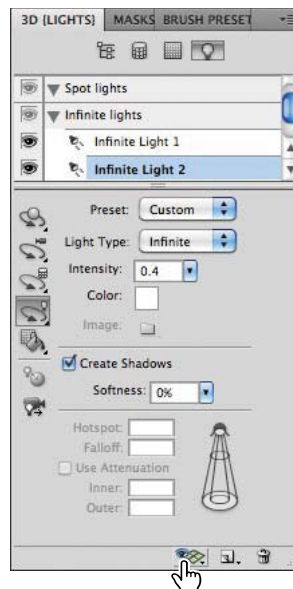 3D {LIGHTS} MASKS BRUSH PRESET
Spot lights
Infinite lights
Infinite Light 1
Infinite Light 2
Preset: Custom
Light Type: Infinite
Intensity: 0.4
Color:
Image:
Create Shadows
Softness: 0%
Hotspot:
Falloff:
Use Attenuation
Inner:
Outer: